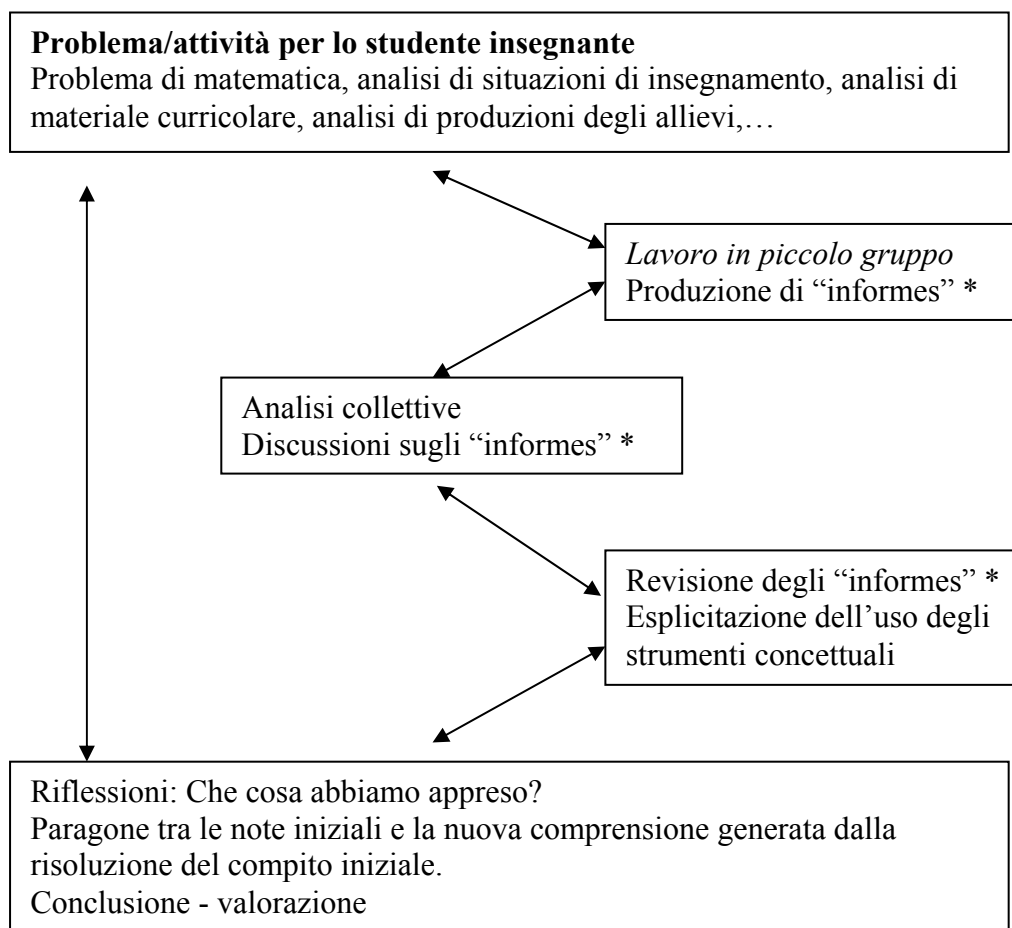 Problema/attività per lo studente insegnante
Problema di matematica, analisi di situazioni di insegnamento, analisi di
materiale curricolare, analisi di produzioni degli allievi,…
Lavoro in piccolo gruppo
Produzione di “informes” *
Analisi collettive
Discussioni sugli “informes” *
Revisione degli “informes” *
Esplicitazione dell’uso degli
strumenti concettuali
Riflessioni: Che cosa abbiamo appreso?
Paragone tra le note iniziali e la nuova comprensione generata dalla
risoluzione del compito iniziale.
Conclusione - valorazione